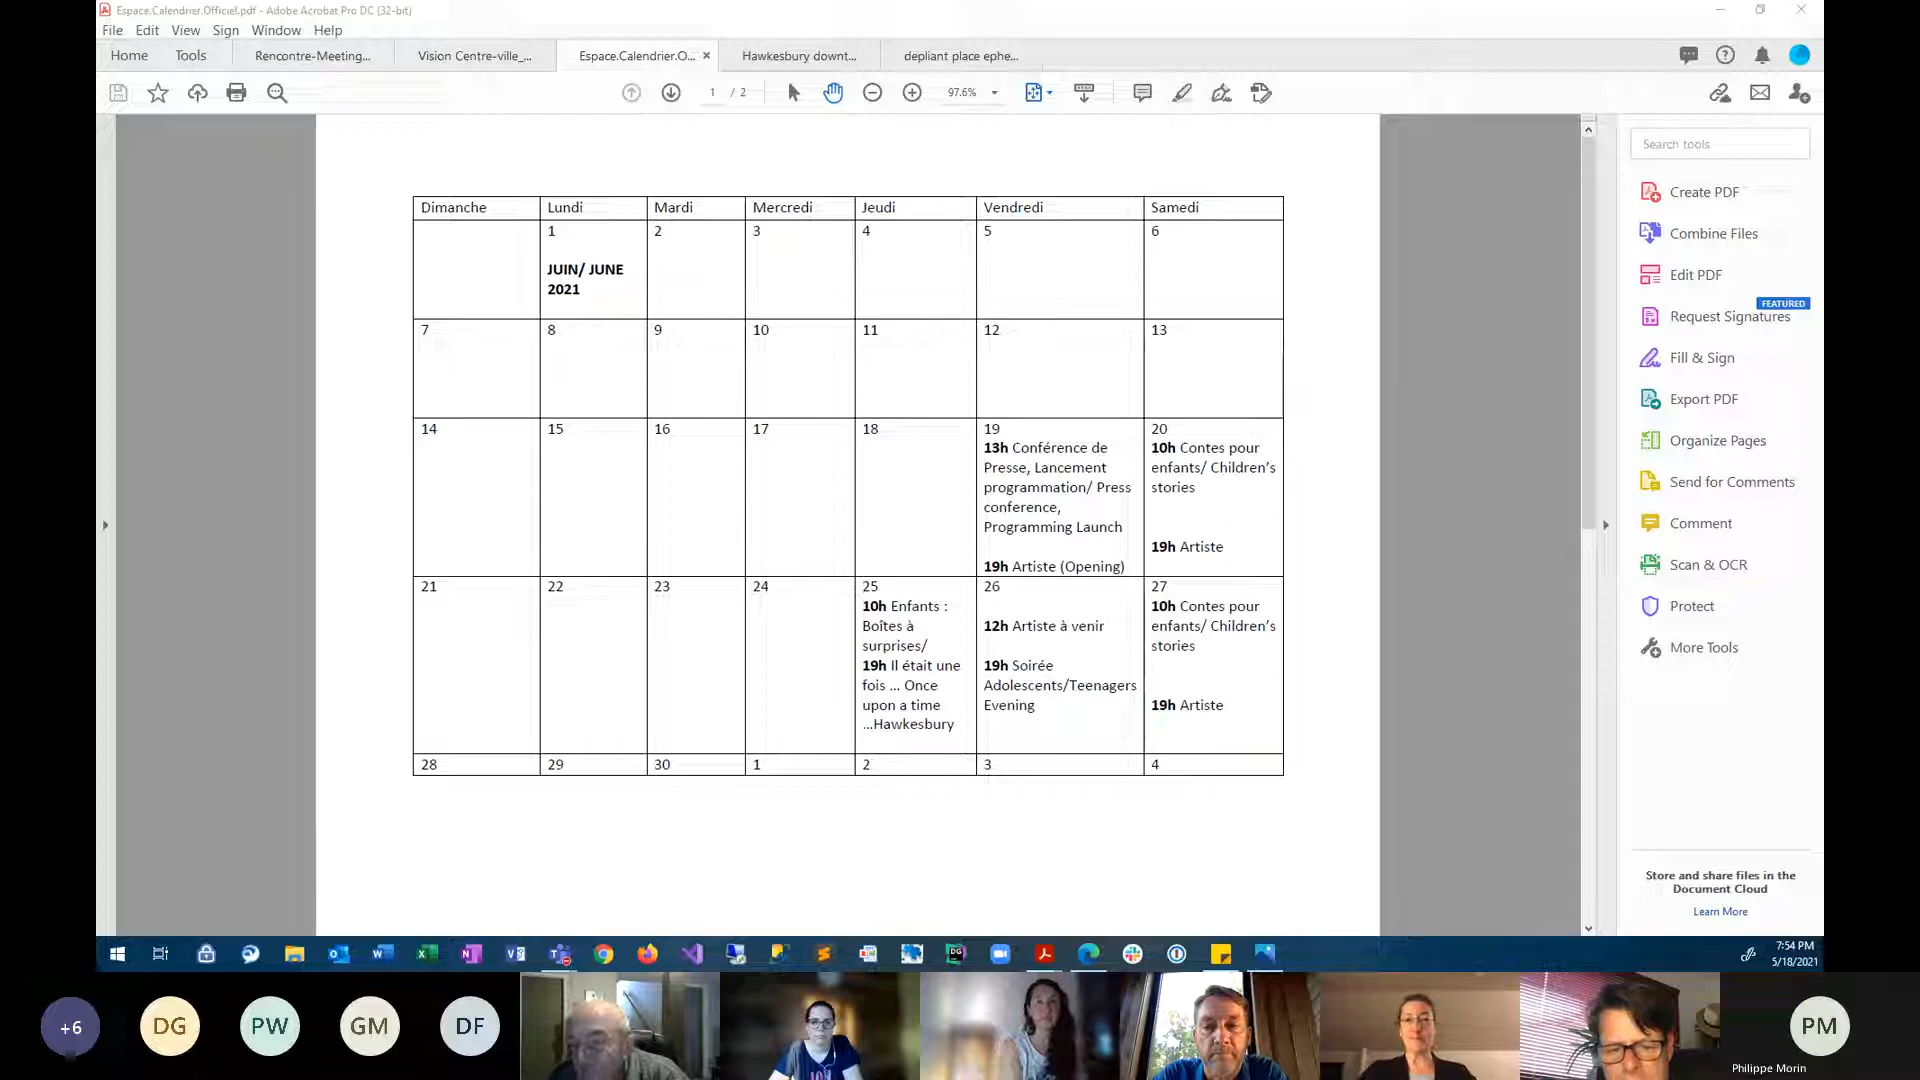 Espace.Calendrier.Officiel.pdf - Adobe Acrobat Pro DC (32-bit)
File Edit View Sign Window Help
Home Tools Rencontre-Meeting... Vision Centre-ville_... Espace.Calendrier.O... × Hawkesbury downt... depliant place ephe...
1 / 2 97.6%
Search tools
Create PDF
Combine Files
Edit PDF
FEATURED
Request Signatures
Fill & Sign
Export PDF
Organize Pages
Send for Comments
Comment
Scan & OCR
Protect
More Tools
Store and share files in the
Document Cloud
Learn More
Dimanche Lundi Mardi Mercredi Jeudi Vendredi Samedi
1 2 3 4 5 6
JUIN/ JUNE
2021
7 8 9 10 11 12 13
14 15 16 17 18
19
13h Conférence de
Presse, Lancement
programmation/ Press
conference,
Programming Launch
19h Artiste (Opening)
20
10h Contes pour
enfants/ Children’s
stories
19h Artiste
21 22 23 24
25
10h Enfants :
Boîtes à
surprises/
19h Il était une
fois ... Once
upon a time
...Hawkesbury
26
12h Artiste à venir
19h Soirée
Adolescents/Teenagers
Evening
27
10h Contes pour
enfants/ Children’s
stories
19h Artiste
28 29 30 1 2 3 4
7:54 PM
5/18/2021
+6 DG PW GM DF PM
Philippe Morin